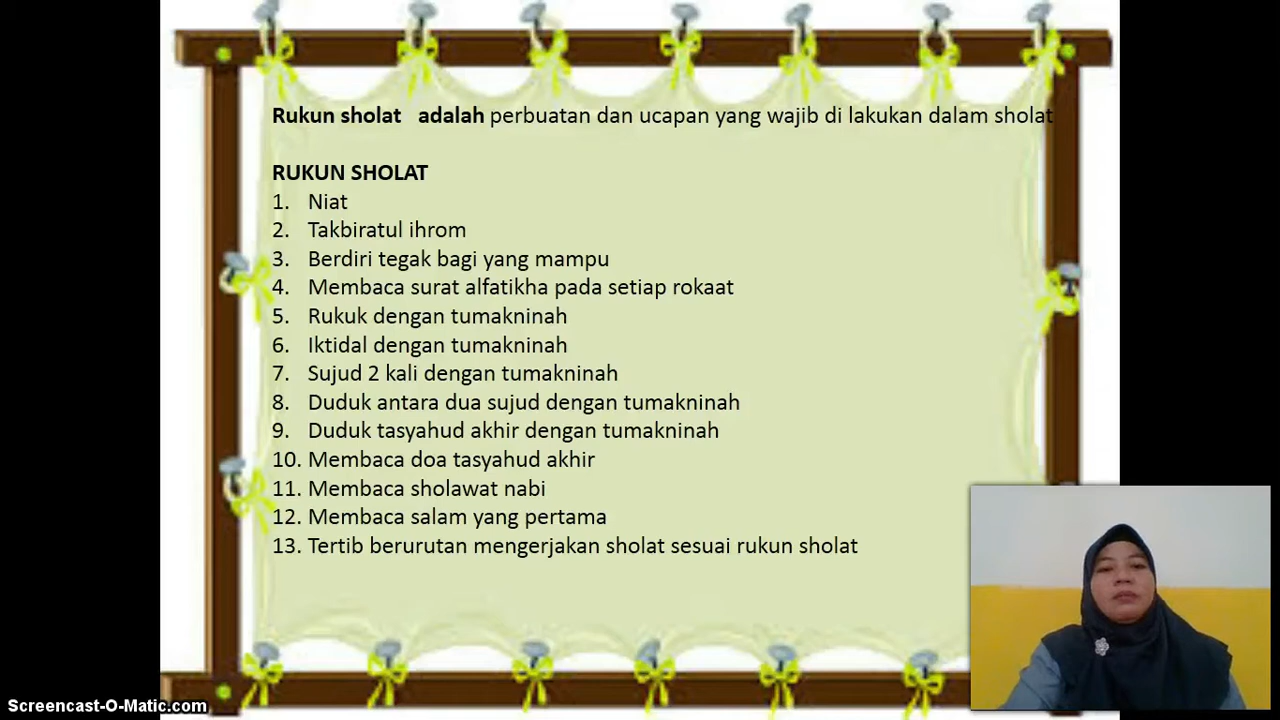 Rukun sholat adalah perbuatan dan ucapan yang wajib di lakukan dalam sholat
RUKUN SHOLAT
1. Niat
2. Takbiratul ihrom
3. Berdiri tegak bagi yang mampu
4. Membaca surat alfatikha pada setiap rokaat
5. Rukuk dengan tumakninah
6. Iktidal dengan tumakninah
7. Sujud 2 kali dengan tumakninah
8. Duduk antara dua sujud dengan tumakninah
9. Duduk tasyahud akhir dengan tumakninah
10. Membaca doa tasyahud akhir
11. Membaca sholawat nabi
12. Membaca salam yang pertama
13. Tertib berurutan mengerjakan sholat sesuai rukun sholat
Screencast-O-Matic.com